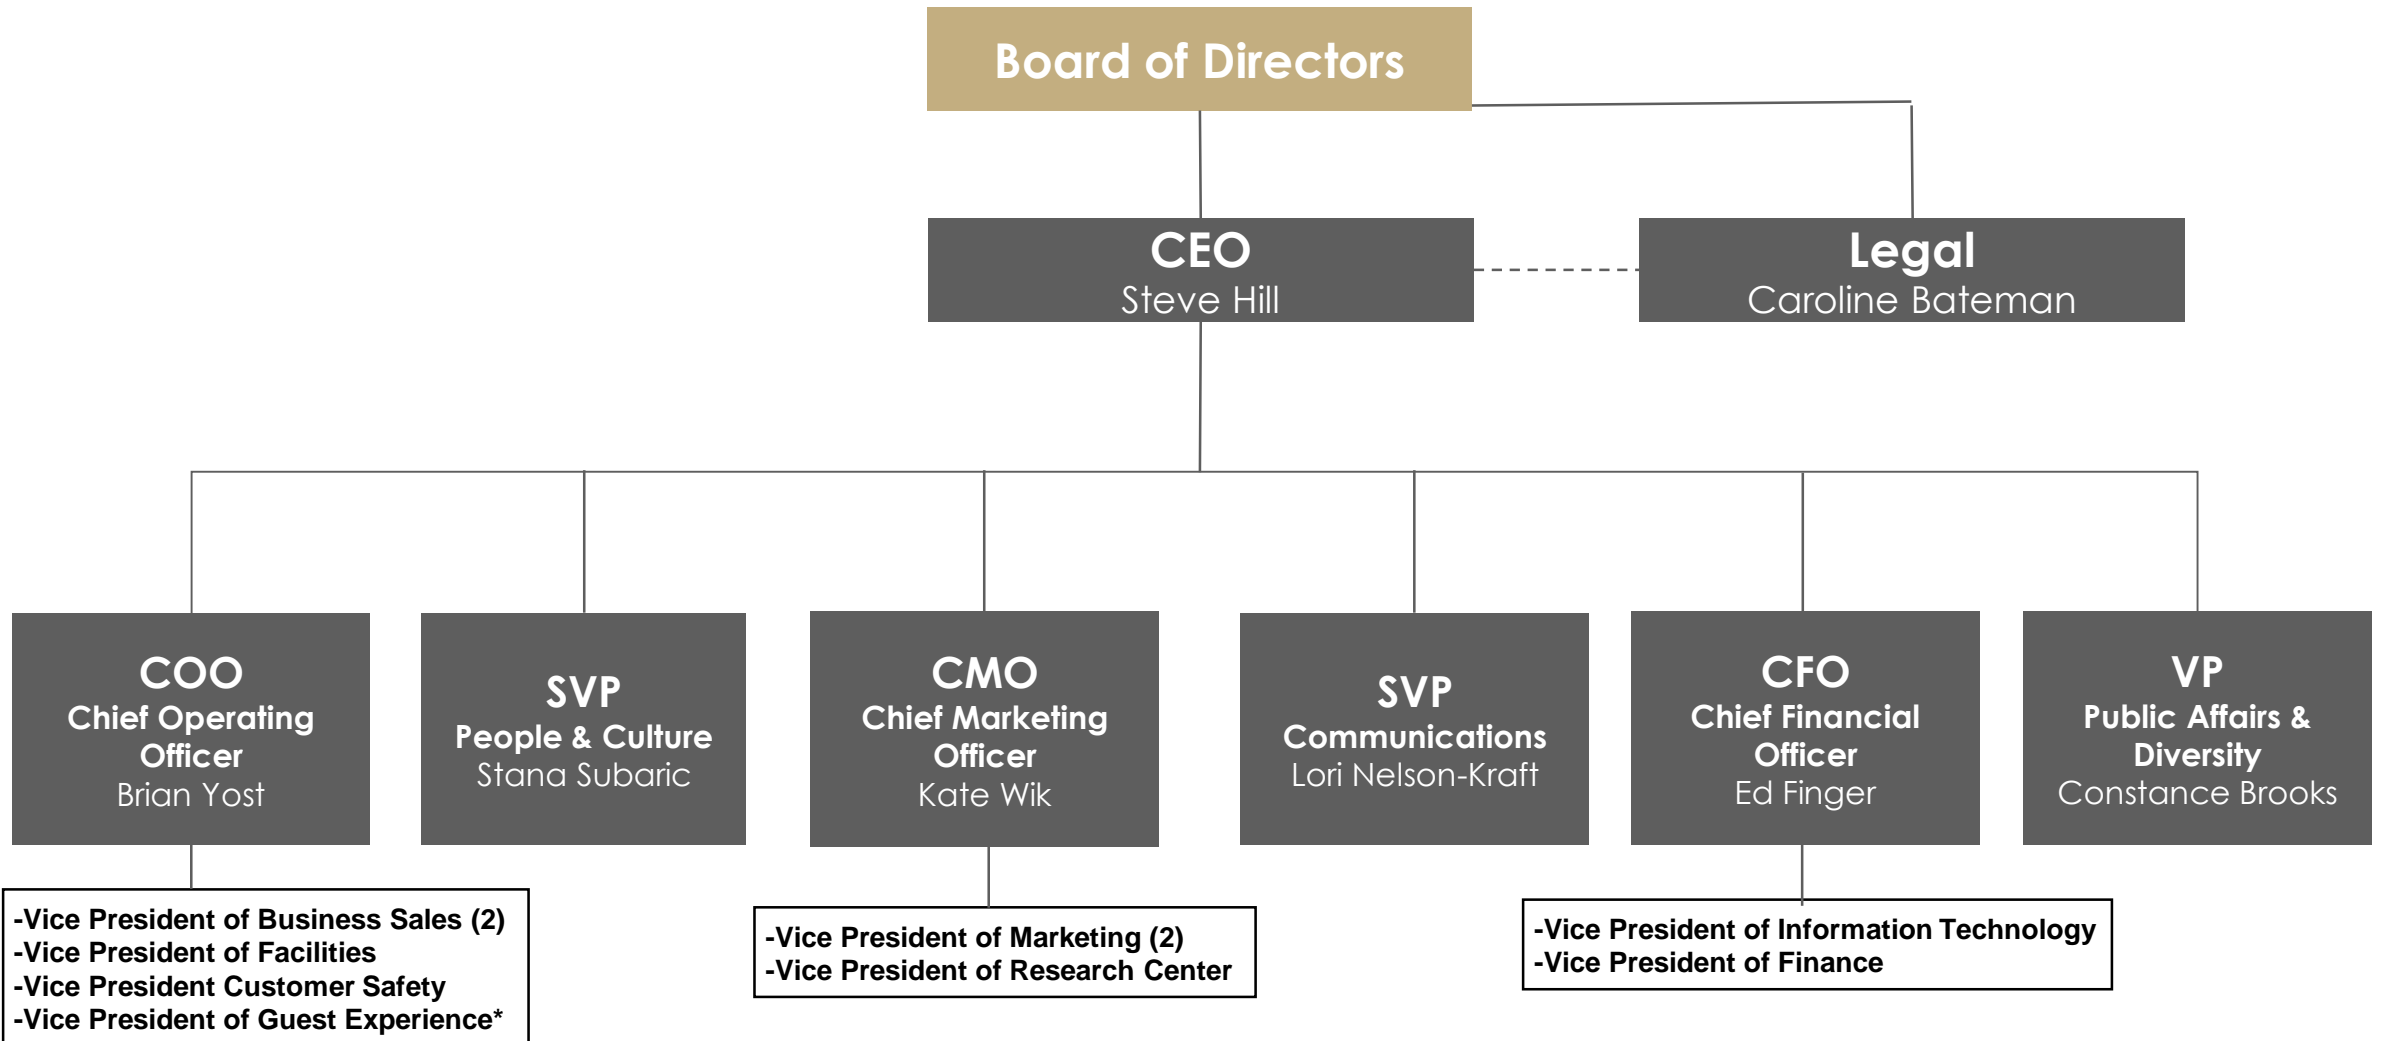 Board of Directors
CEO
Steve Hill
Legal
Caroline Bateman
COO
Chief Operating
Officer
Brian Yost
SVP
People & Culture
Stana Subaric
CMO
Chief Marketing
Officer
Kate Wik
SVP
Communications
Lori Nelson-Kraft
CFO
Chief Financial
Officer
Ed Finger
VP
Public Affairs &
Diversity
Constance Brooks
-Vice President of Business Sales (2)
-Vice President of Facilities
-Vice President Customer Safety
-Vice President of Guest Experience*
-Vice President of Marketing (2)
-Vice President of Research Center
-Vice President of Information Technology
-Vice President of Finance